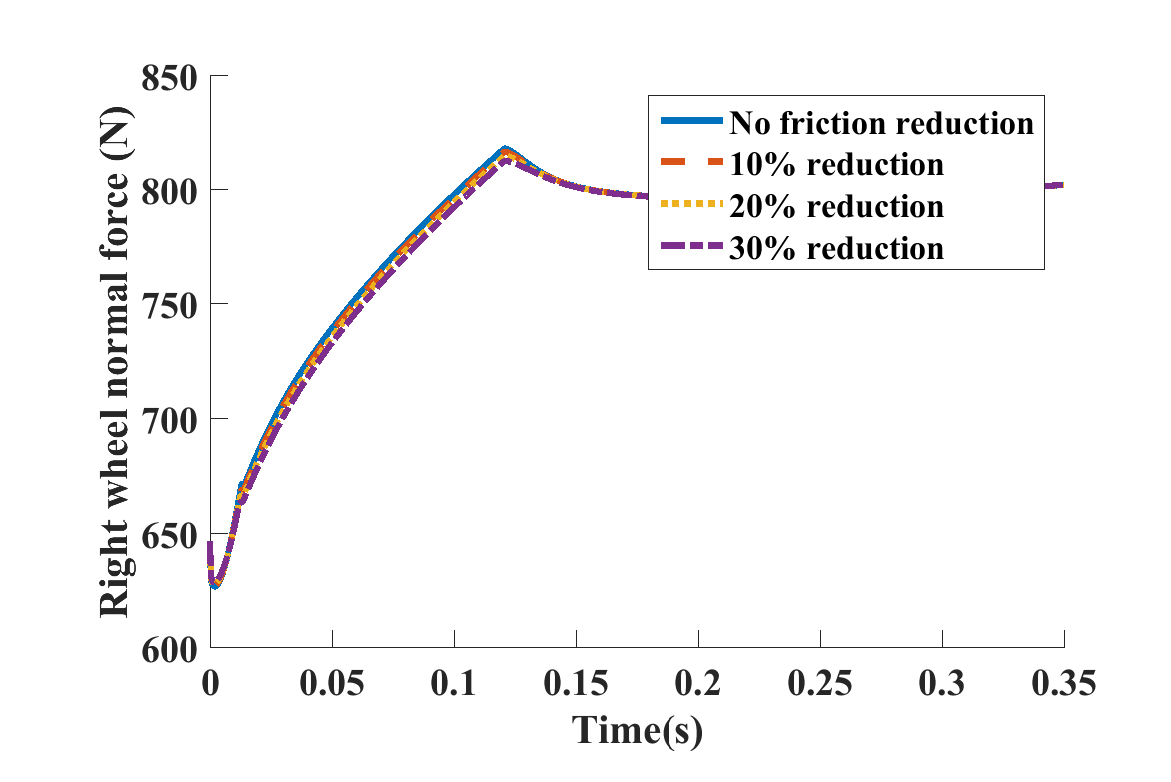 850
800
750
700
650
600
Right wheel normal force (N)
No friction reduction
10% reduction
20% reduction
30% reduction
0 0.05 0.1 0.15 0.2 0.25 0.3 0.35
Time(s)